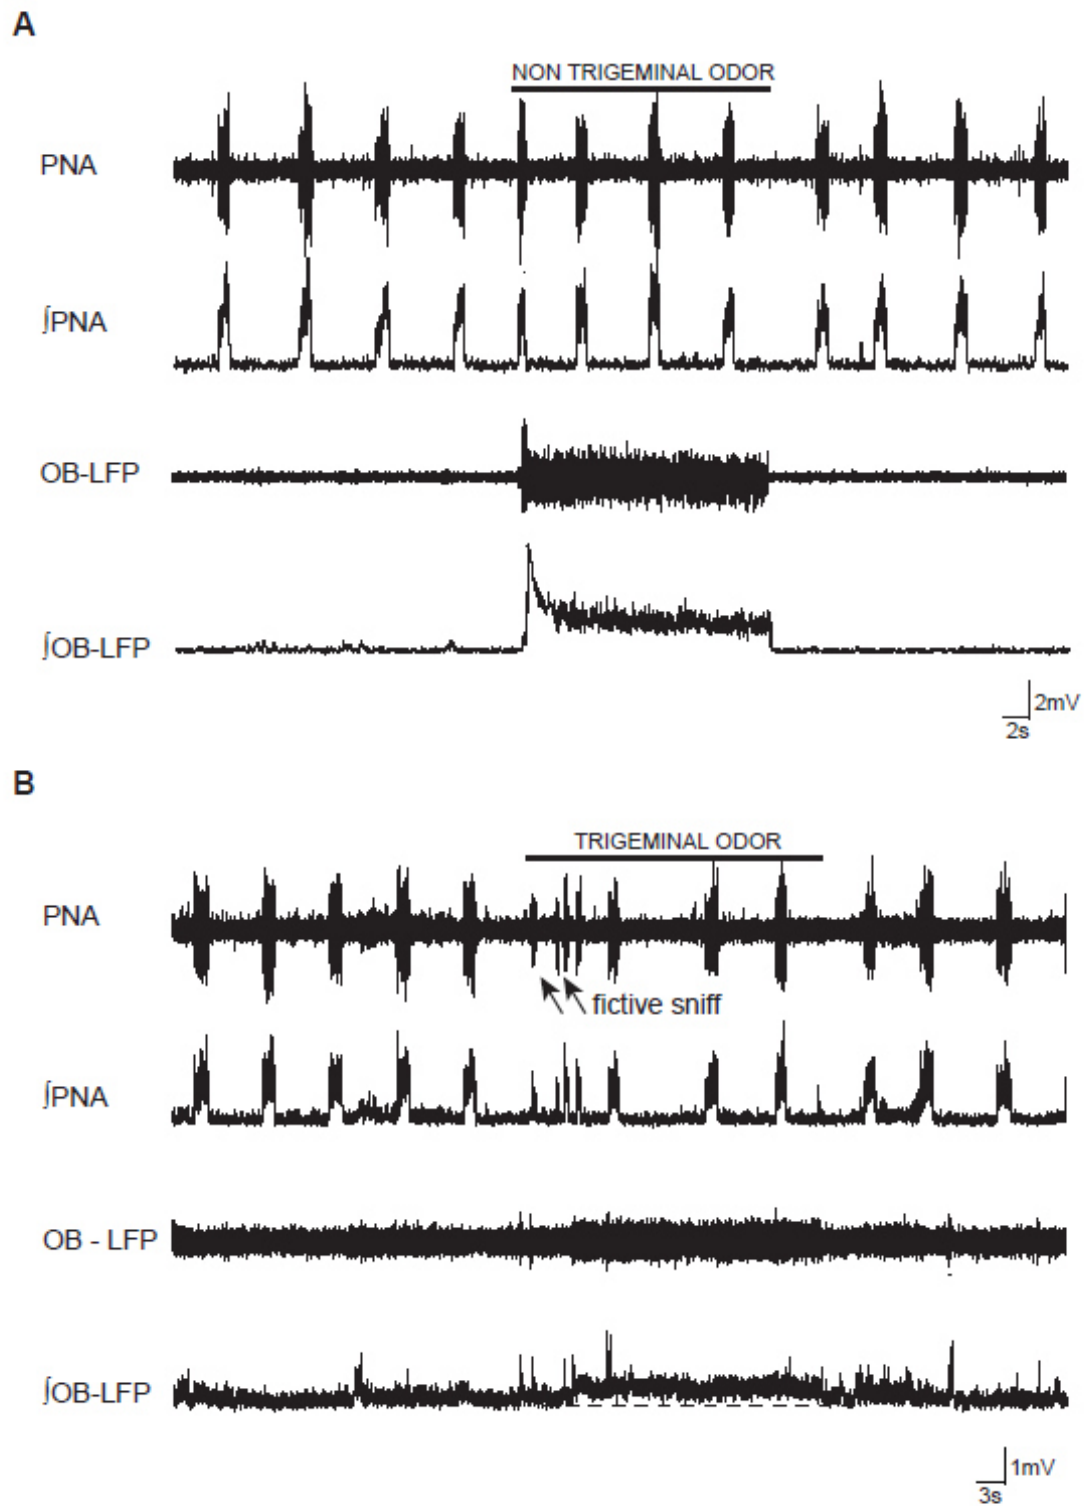 A
NON TRIGEMINAL ODOR
PNA
∫PNA
OB-LFP
∫OB-LFP
2mV
2s
B
TRIGEMINAL ODOR
PNA
fictive sniff
∫PNA
OB - LFP
∫OB-LFP
1mV
3s